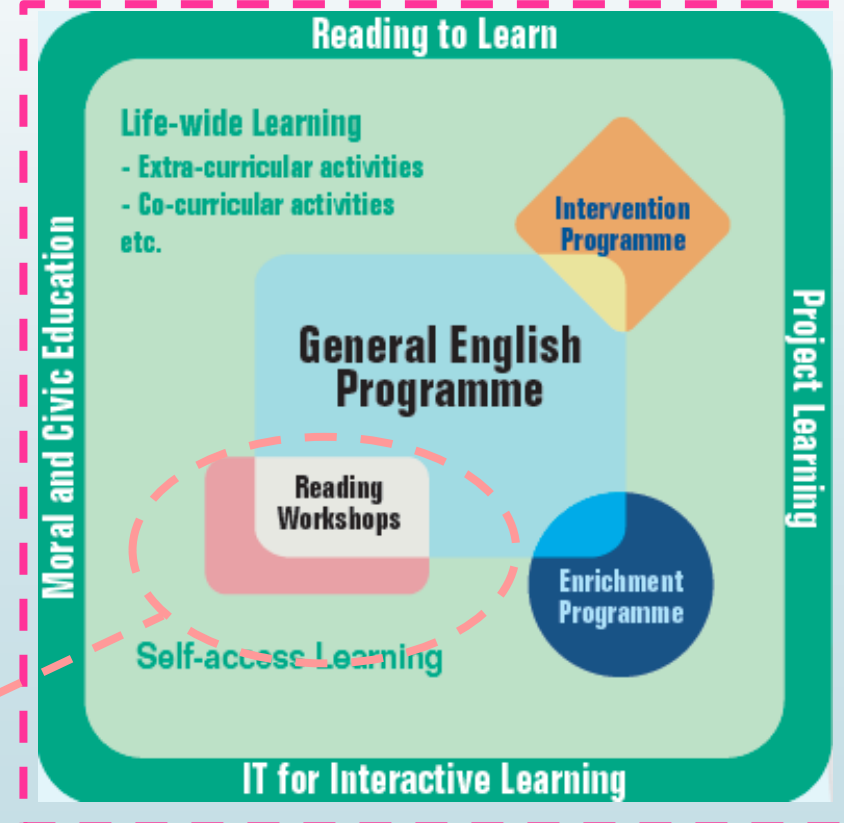 Reading to Learn
Life-wide Learning
- Extra-curricular activities
- Co-curricular activities
etc.
Intervention
Programme
Moral and Civic Education
Project Learning
General English
Programme
Reading
Workshops
Enrichment
Programme
Self-access Learning
IT for Interactive Learning